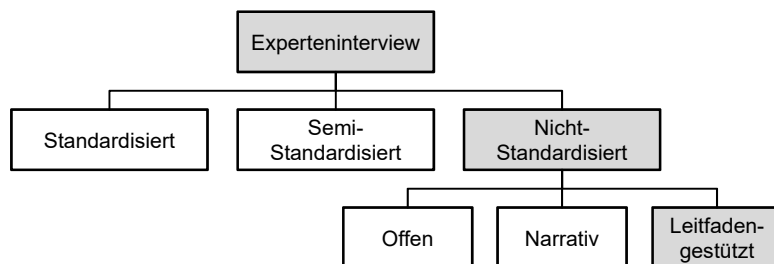 Experteninterview
Standardisiert
Semi-
Standardisiert
Nicht-
Standardisiert
Offen
Narrativ
Leitfaden-
gestützt